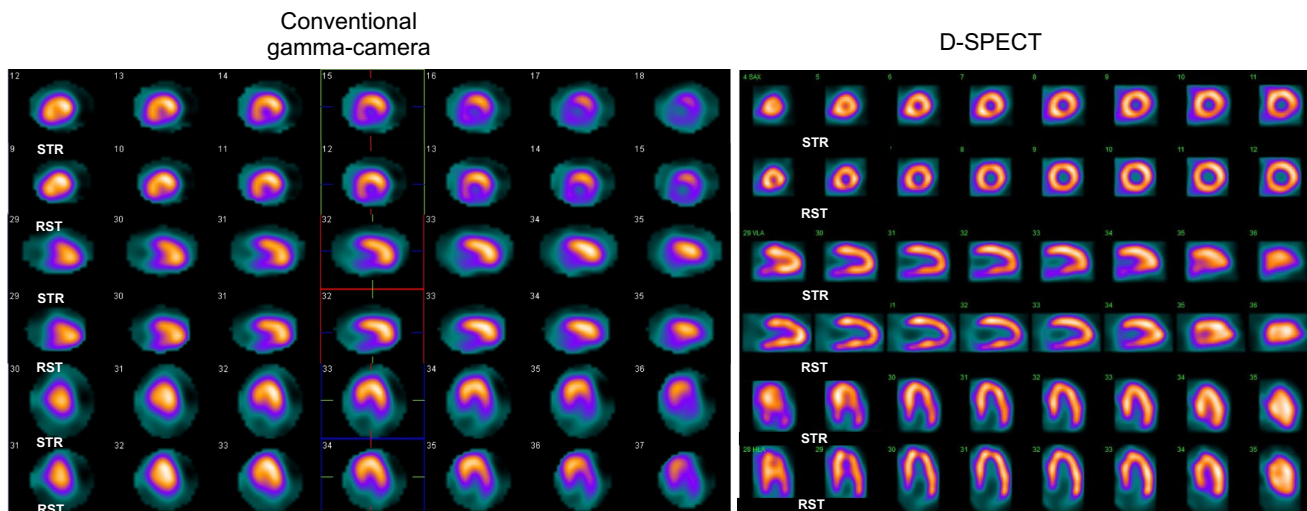 Conventional
gamma-camera
12 13 14 15 16 17 18
STR
9 10 11 12 13 14 15
RST
29 30 31 32 33 34 35
STR
29 30 31 32 33 34 35
RST
30 31 32 33 34 35 36
STR
31 32 33 34 35 36 37
RST
D-SPECT
4 SAX 5 6 7 8 9 10 11
STR
8 9 10 11 12
RST
29 VLA 30 31 32 33 34 35 36
STR
32 33 34 35 36
RST
30 31 32 33 34 35
STR
28 HLA 29 30 31 32 33 34 35
RST